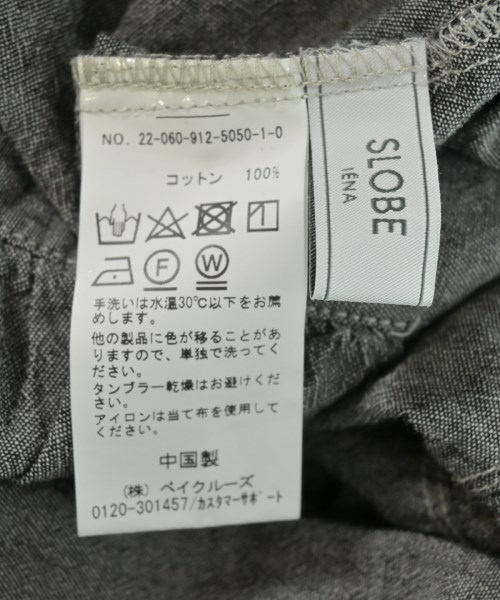 NO. 22-060-912-5050-1-0
コットン 100%
F W
手洗いは水温30℃以下をお薦
めします。
他の製品に色が移ることがあ
りますので、単独で洗ってく
ださい。
タンブラー乾燥はお避けくだ
さい。
アイロンは当て布を使用して
ください。
中国製
(株) ベイクルーズ
0120-301457/カスタマーサポート
SLOBE
IÉNA